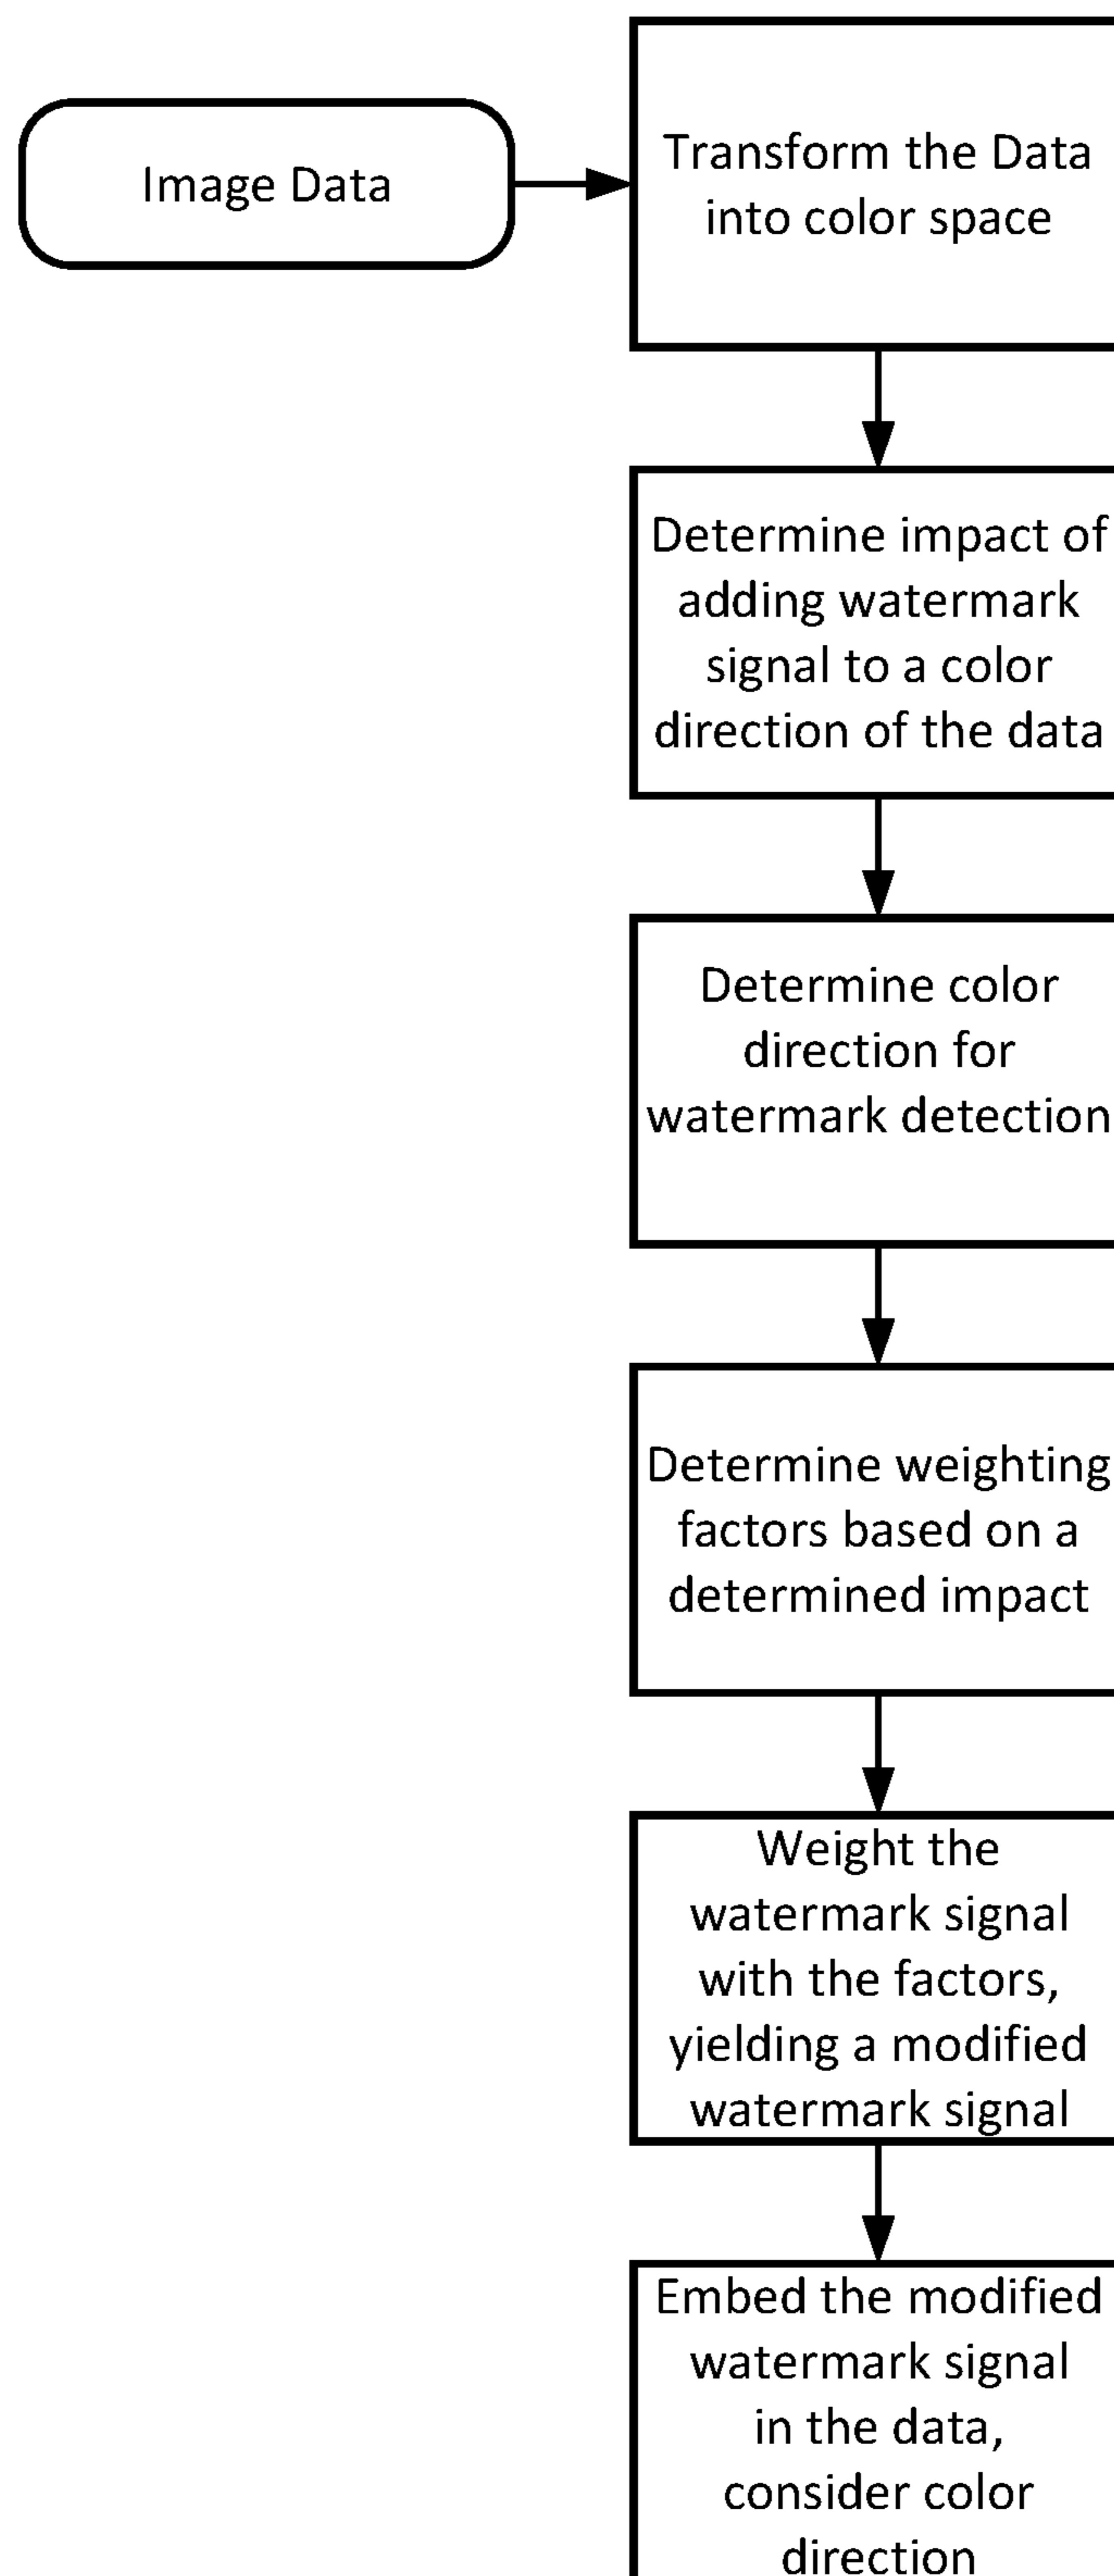 Image Data
Transform the Data
into color space
Determine impact of
adding watermark
signal to a color
direction of the data
Determine color
direction for
watermark detection
Determine weighting
factors based on a
determined impact
Weight the
watermark signal
with the factors,
yielding a modified
watermark signal
Embed the modified
watermark signal
in the data,
consider color
direction